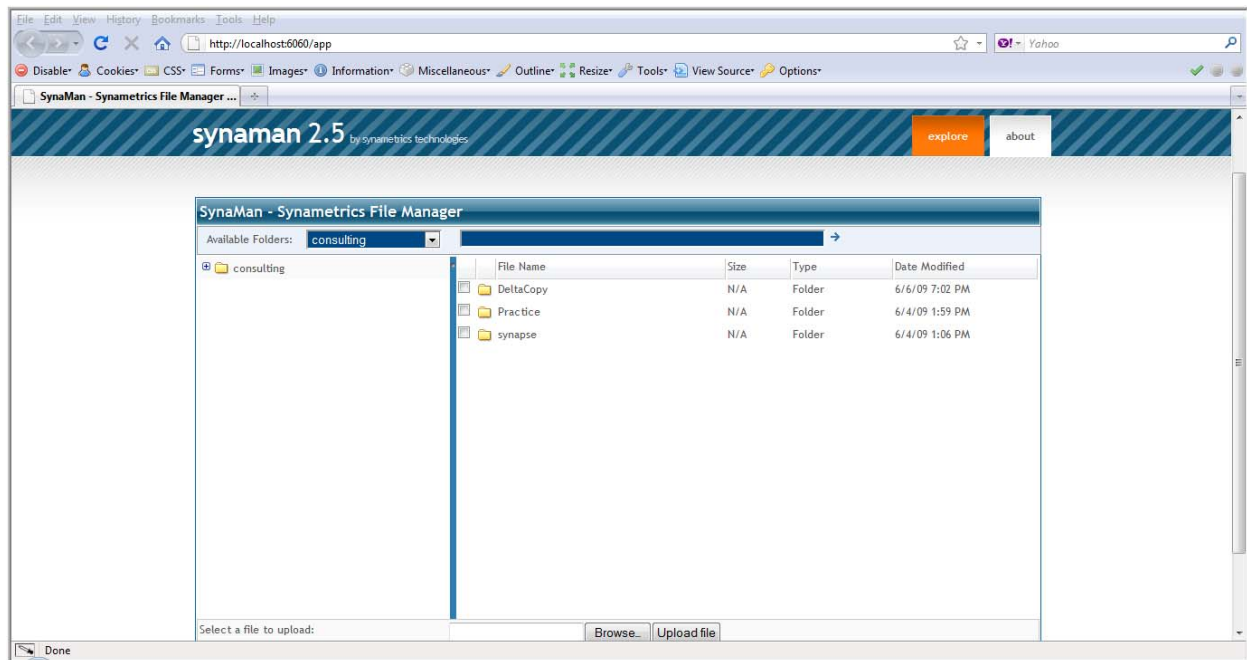 File Edit View History Bookmarks Tools Help
http://localhost:6060/app
Yahoo
Disable Cookies CSS Forms Images Information Miscellaneous Outline Resize Tools View Source Options
SynaMan - Synametrics File Manager ...
synaman 2.5 by synametrics technologies
explore about
SynaMan - Synametrics File Manager
Available Folders: consulting
consulting
File Name Size Type Date Modified
DeltaCopy N/A Folder 6/6/09 7:02 PM
Practice N/A Folder 6/4/09 1:59 PM
synapse N/A Folder 6/4/09 1:06 PM
Select a file to upload: Browse... Upload file
Done